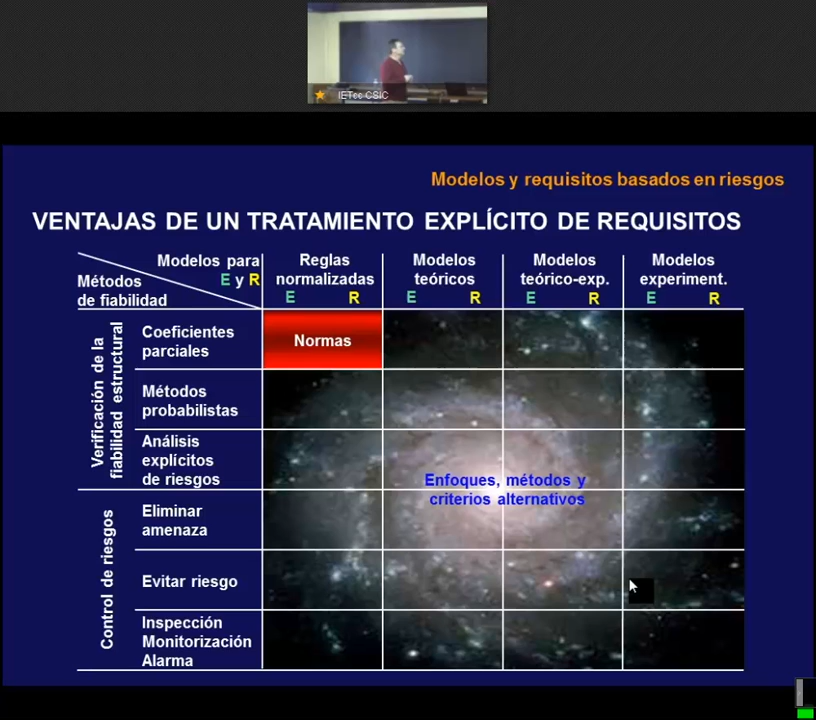 IETcc CSIC
Modelos y requisitos basados en riesgos
VENTAJAS DE UN TRATAMIENTO EXPLÍCITO DE REQUISITOS
Modelos para
E y R
Métodos
de fiabilidad
Reglas
normalizadas
E R
Modelos
teóricos
E R
Modelos
teórico-exp.
E R
Modelos
experiment.
E R
Verificación de la
fiabilidad estructural
Coeficientes
parciales
Normas
Métodos
probabilistas
Análisis
explícitos
de riesgos
Enfoques, métodos y
criterios alternativos
Control de riesgos
Eliminar
amenaza
Evitar riesgo
Inspección
Monitorización
Alarma